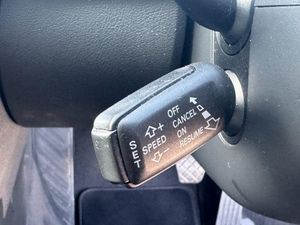 OFF
CANCEL
SPEED ON
RESUME
SET